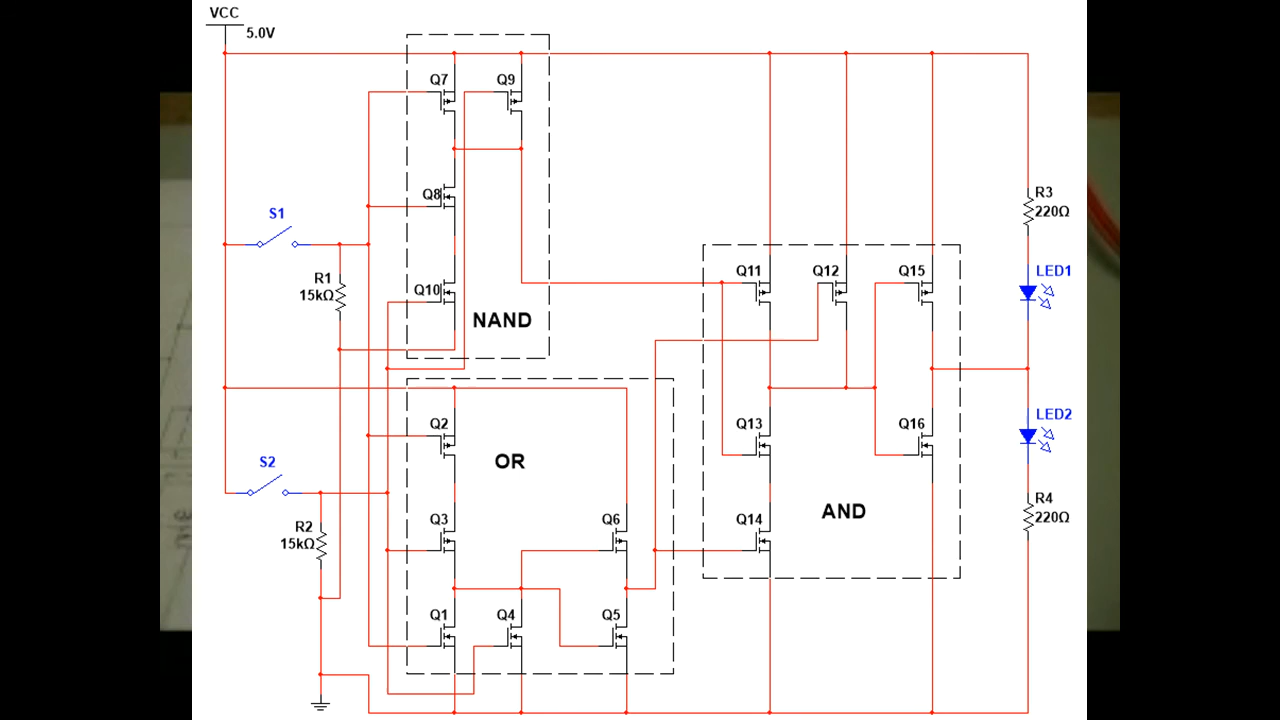 VCC
5.0V
Q7
Q9
Q8
S1
R1
15kΩ
Q10
NAND
R3
220Ω
Q11
Q12
Q15
LED1
Q2
OR
S2
Q13
Q16
LED2
R2
15kΩ
Q3
Q6
Q14
AND
R4
220Ω
Q1
Q4
Q5